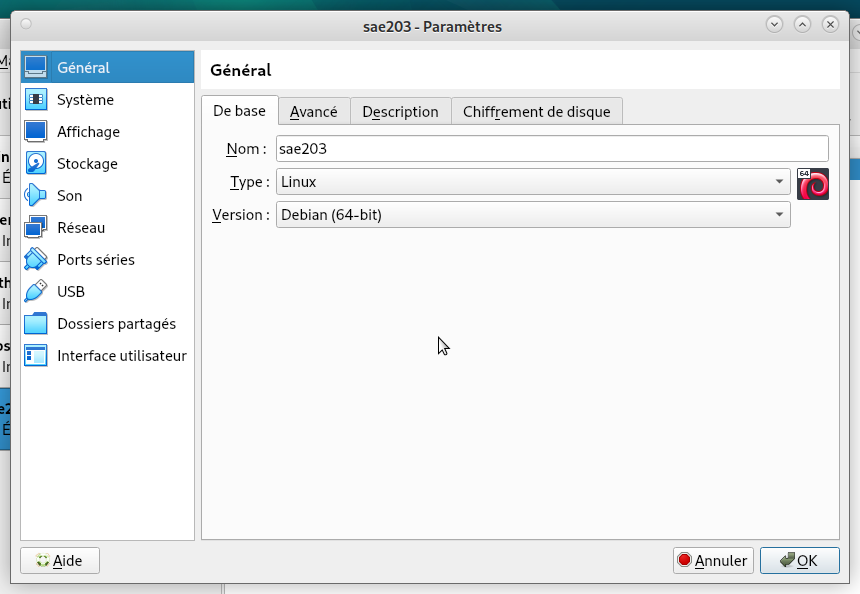 sae203 - Paramètres
Général
Système
Affichage
Stockage
Son
Réseau
Ports séries
USB
Dossiers partagés
Interface utilisateur
Général
De base Avancé Description Chiffrement de disque
Nom : sae203
Type : Linux
64
Version : Debian (64-bit)
Aide Annuler OK